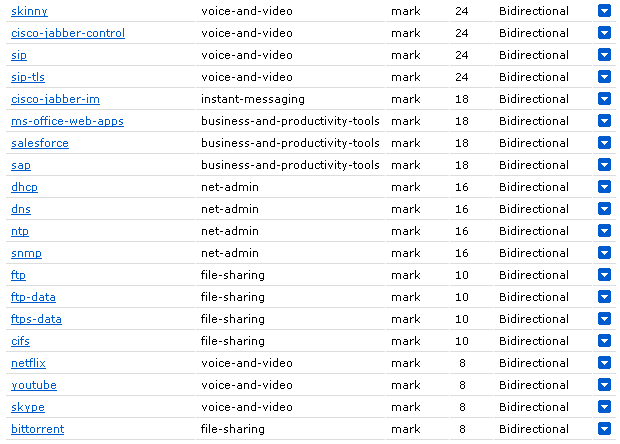 skinny voice-and-video mark 24 Bidirectional
cisco-jabber-control voice-and-video mark 24 Bidirectional
sip voice-and-video mark 24 Bidirectional
sip-tls voice-and-video mark 24 Bidirectional
cisco-jabber-im instant-messaging mark 18 Bidirectional
ms-office-web-apps business-and-productivity-tools mark 18 Bidirectional
salesforce business-and-productivity-tools mark 18 Bidirectional
sap business-and-productivity-tools mark 18 Bidirectional
dhcp net-admin mark 16 Bidirectional
dns net-admin mark 16 Bidirectional
ntp net-admin mark 16 Bidirectional
snmp net-admin mark 16 Bidirectional
ftp file-sharing mark 10 Bidirectional
ftp-data file-sharing mark 10 Bidirectional
ftps-data file-sharing mark 10 Bidirectional
cifs file-sharing mark 10 Bidirectional
netflix voice-and-video mark 8 Bidirectional
youtube voice-and-video mark 8 Bidirectional
skype voice-and-video mark 8 Bidirectional
bittorrent file-sharing mark 8 Bidirectional